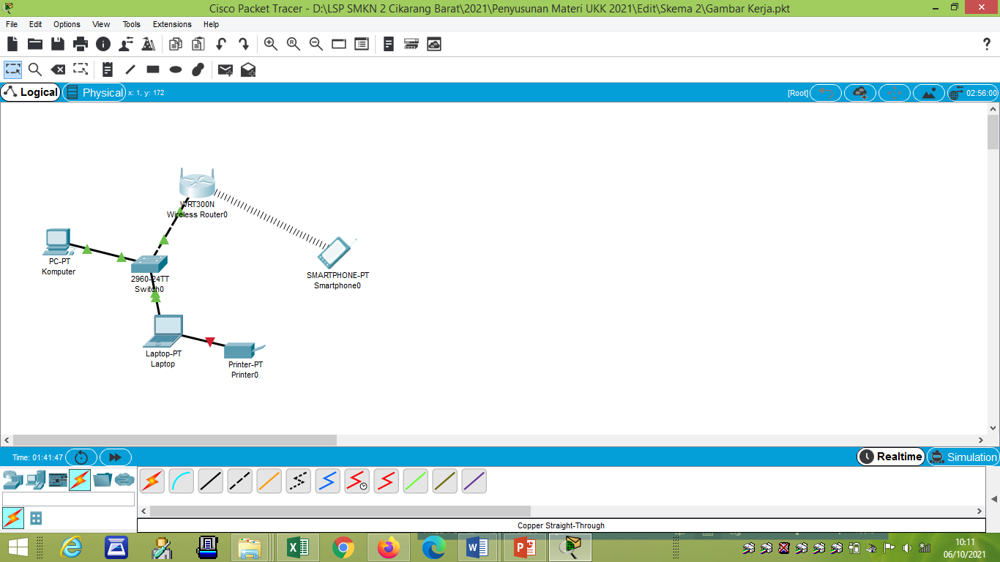 Cisco Packet Tracer - D:\LSP SMKN 2 Cikarang Barat\2021\Penyusunan Materi UKK 2021\Edit\Skema 2\Gambar Kerja.pkt
File Edit Options View Tools Extensions Help
Logical Physical x: 1, y: 172 [Root] 02:56:00
WRT300N
Wireless Router0
PC-PT
Komputer
2960-24TT
Switch0
SMARTPHONE-PT
Smartphone0
Laptop-PT
Laptop
Printer-PT
Printer0
Time: 01:41:47 Realtime Simulation
Copper Straight-Through
10:11
06/10/2021